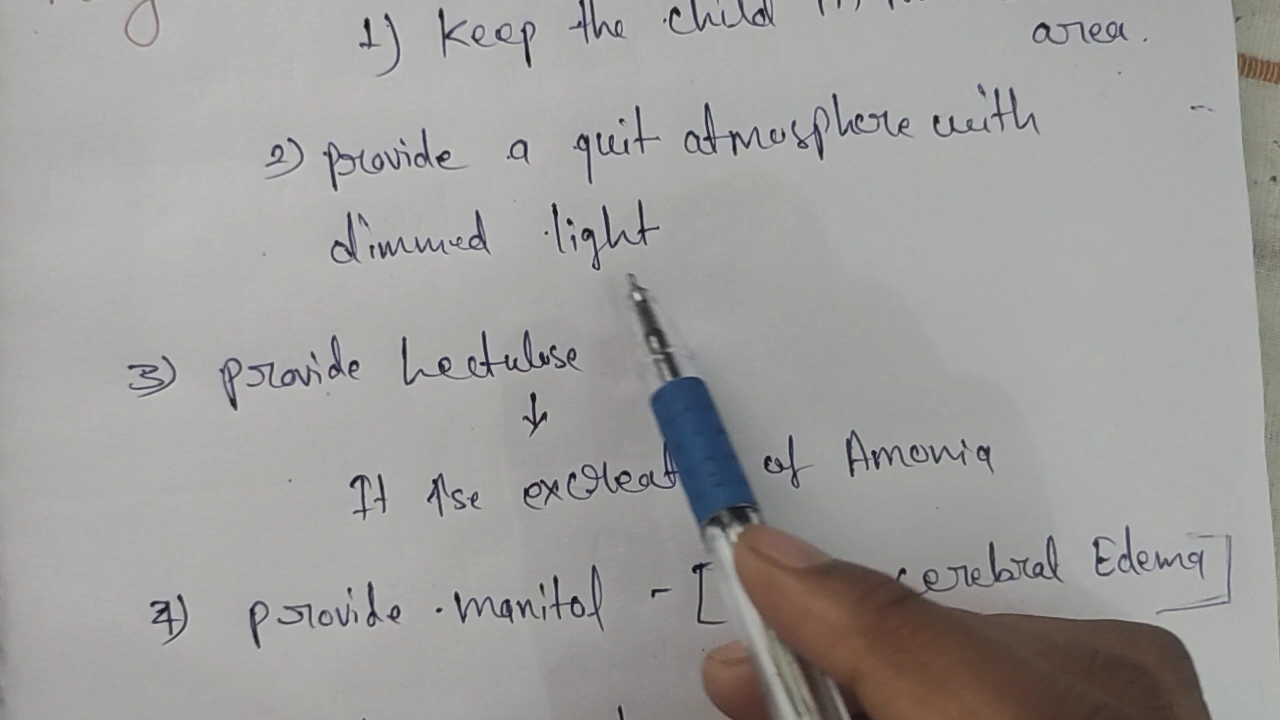 1) Keep the child
area.
2) provide a quit atmosphere with
dimmed light
3) provide Lectulose
↓
It ↑se excreat of Amonia
4) provide manitol - [ cerebral Edema]